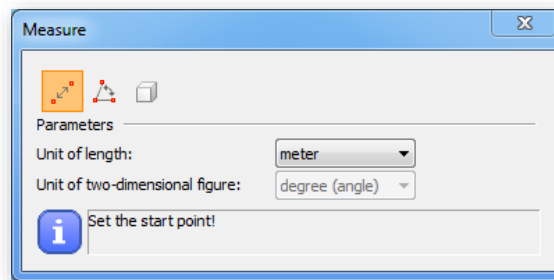 Measure
Parameters
Unit of length: meter
Unit of two-dimensional figure: degree (angle)
Set the start point!